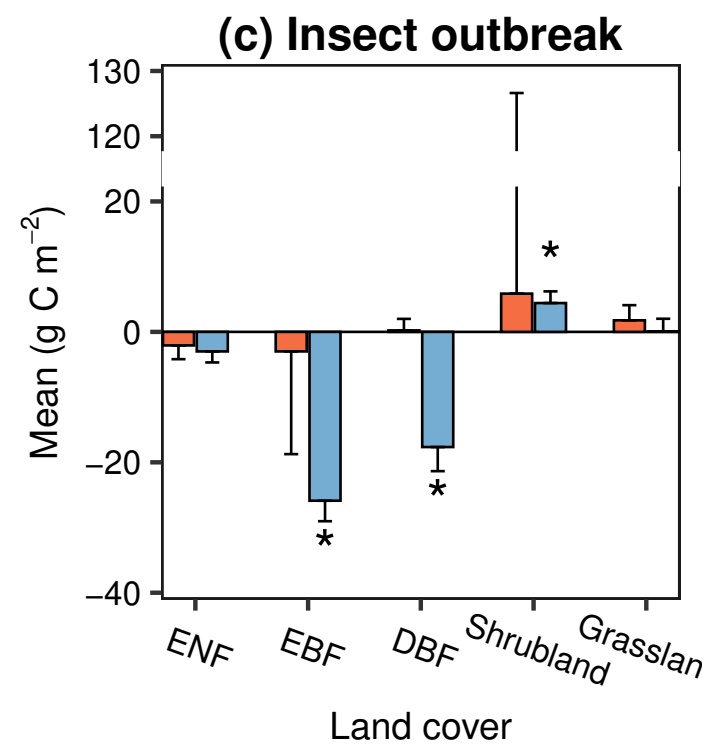 (c) Insect outbreak
130
120
20
0
−20
−40
Mean (g C m⁻²)
*
*
*
*
ENF
EBF
DBF
Shrubland
Grasslan
Land cover